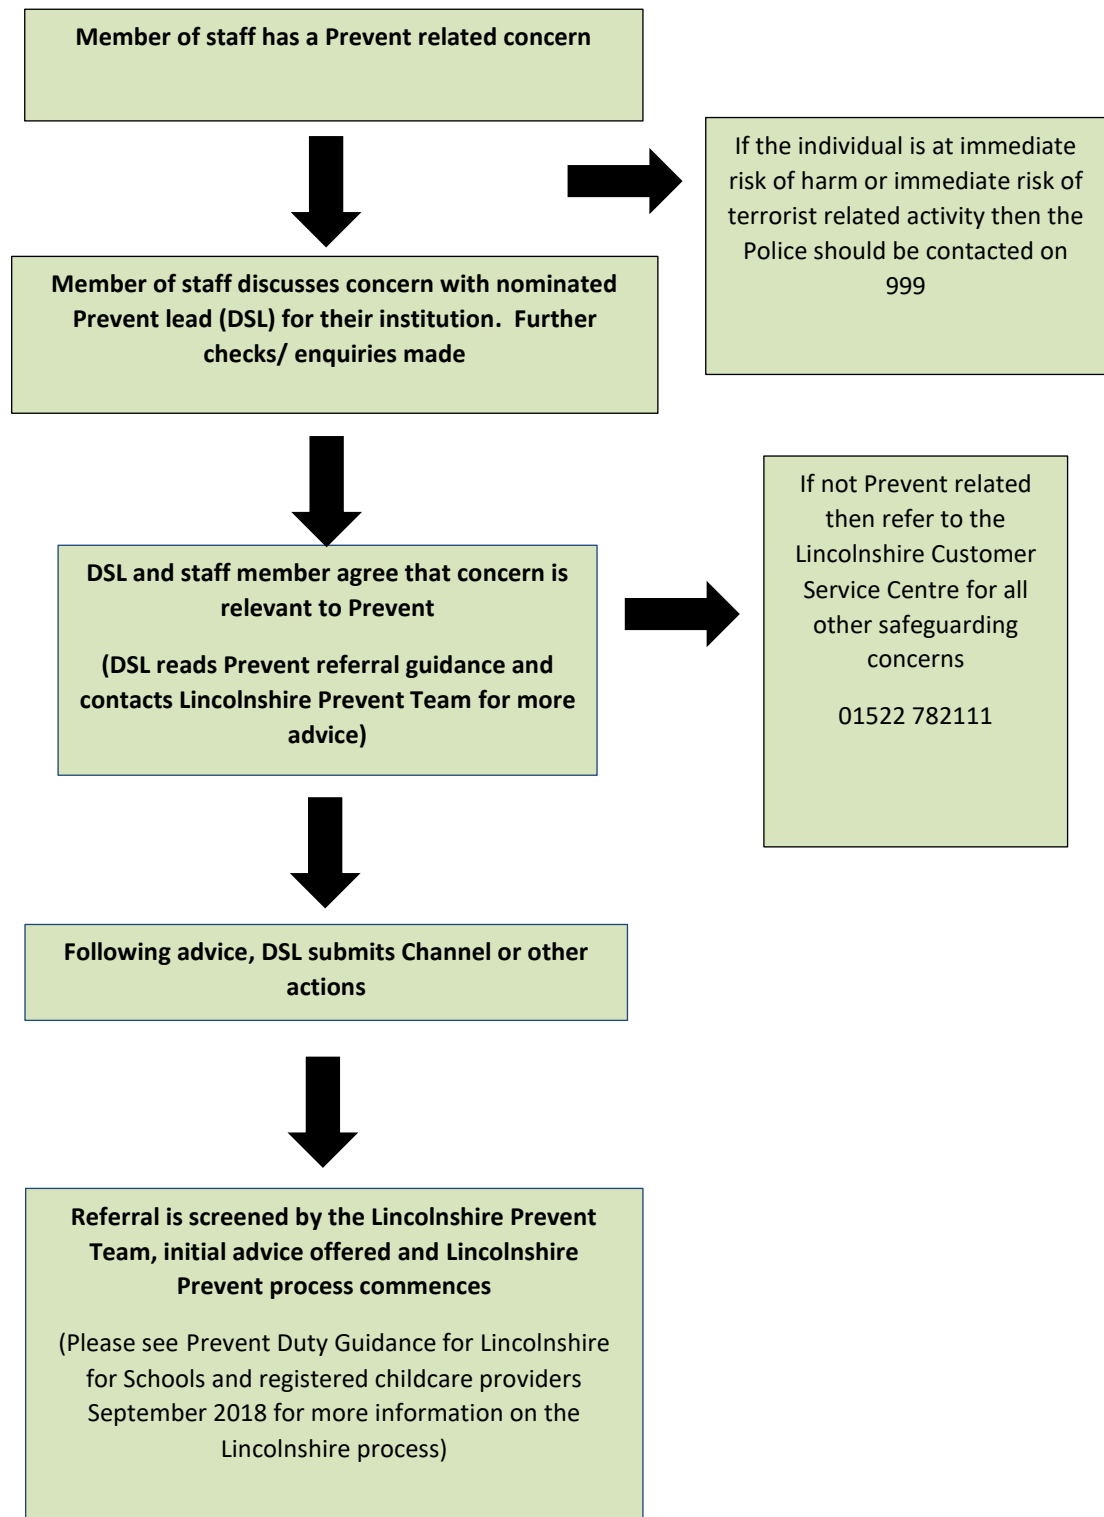 Member of staff has a Prevent related concern
If the individual is at immediate
risk of harm or immediate risk of
terrorist related activity then the
Police should be contacted on
999
Member of staff discusses concern with nominated
Prevent lead (DSL) for their institution.  Further
checks/ enquiries made
If not Prevent related
then refer to the
Lincolnshire Customer
Service Centre for all
other safeguarding
concerns
01522 782111
DSL and staff member agree that concern is
relevant to Prevent
(DSL reads Prevent referral guidance and
contacts Lincolnshire Prevent Team for more
advice)
Following advice, DSL submits Channel or other
actions
Referral is screened by the Lincolnshire Prevent
Team, initial advice offered and Lincolnshire
Prevent process commences
(Please see Prevent Duty Guidance for Lincolnshire
for Schools and registered childcare providers
September 2018 for more information on the
Lincolnshire process)